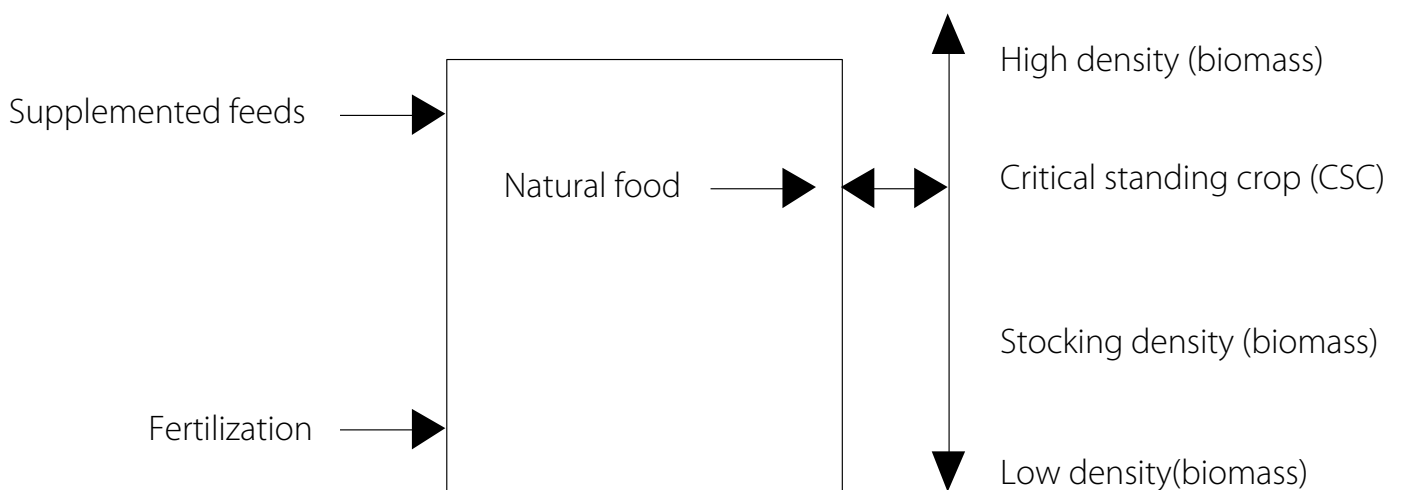 High density (biomass)
Supplemented feeds
Natural food
Critical standing crop (CSC)
Stocking density (biomass)
Fertilization
Low density(biomass)